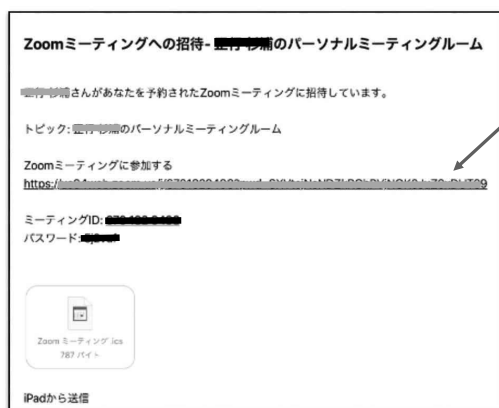 Zoomミーティングへの招待- のパーソナルミーティングルーム
さんがあなたを予約されたZoomミーティングに招待しています。
トピック: のパーソナルミーティングルーム
Zoomミーティングに参加する
https://
ミーティングID:
パスワード:
Zoom ミーティング .ics
787 バイト
iPadから送信